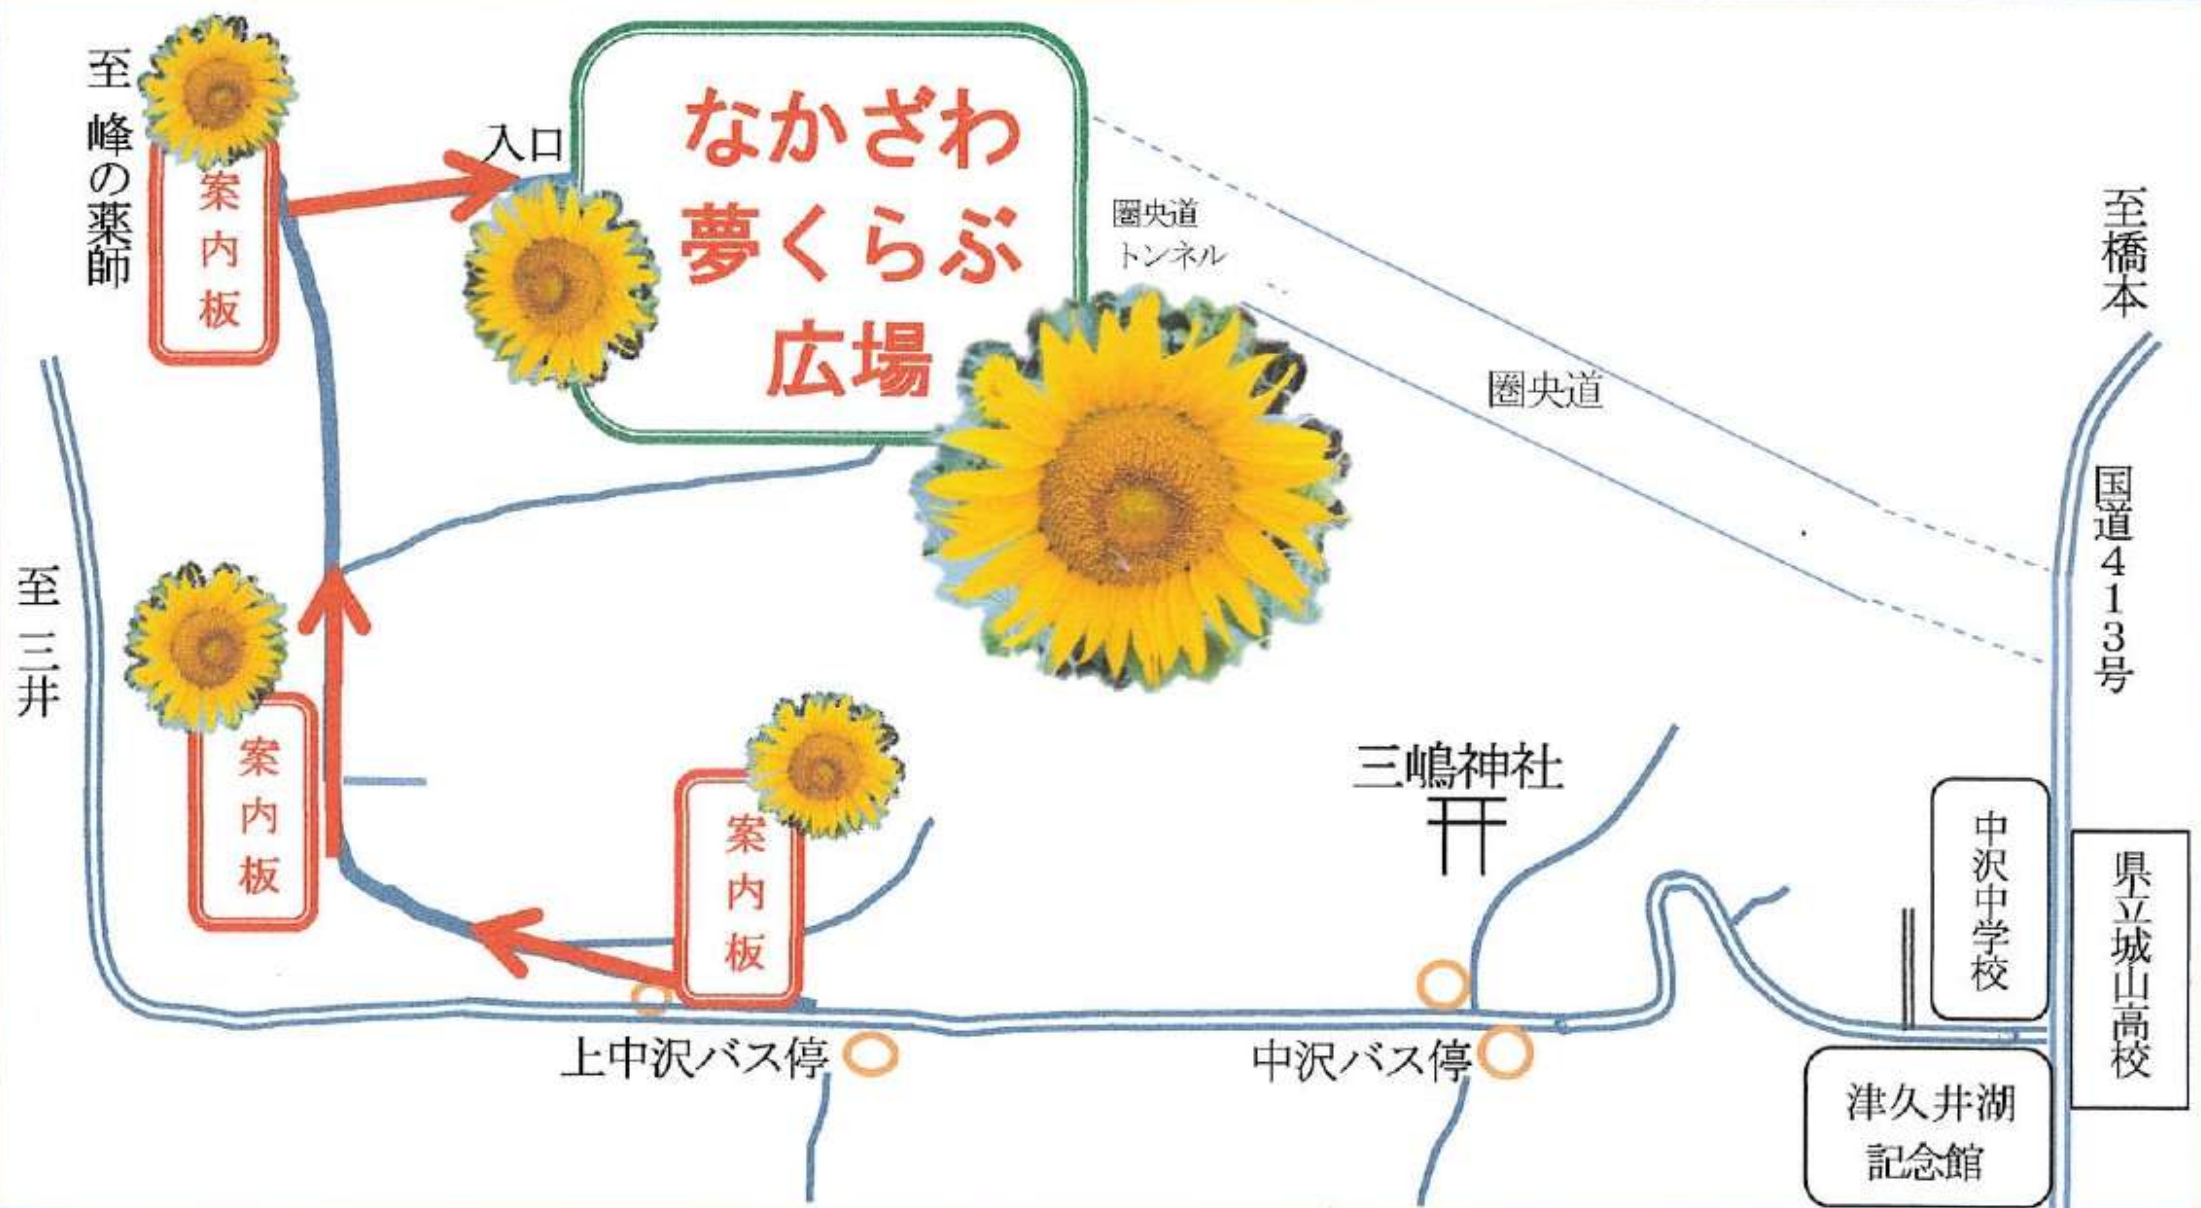 至 峰の薬師
案内板
入口
なかざわ
夢くらぶ
広場
圏央道
トンネル
圏央道
至橋本
国道413号
至 三井
案内板
案内板
三嶋神社
中沢中学校
県立城山高校
上中沢バス停
中沢バス停
津久井湖
記念館